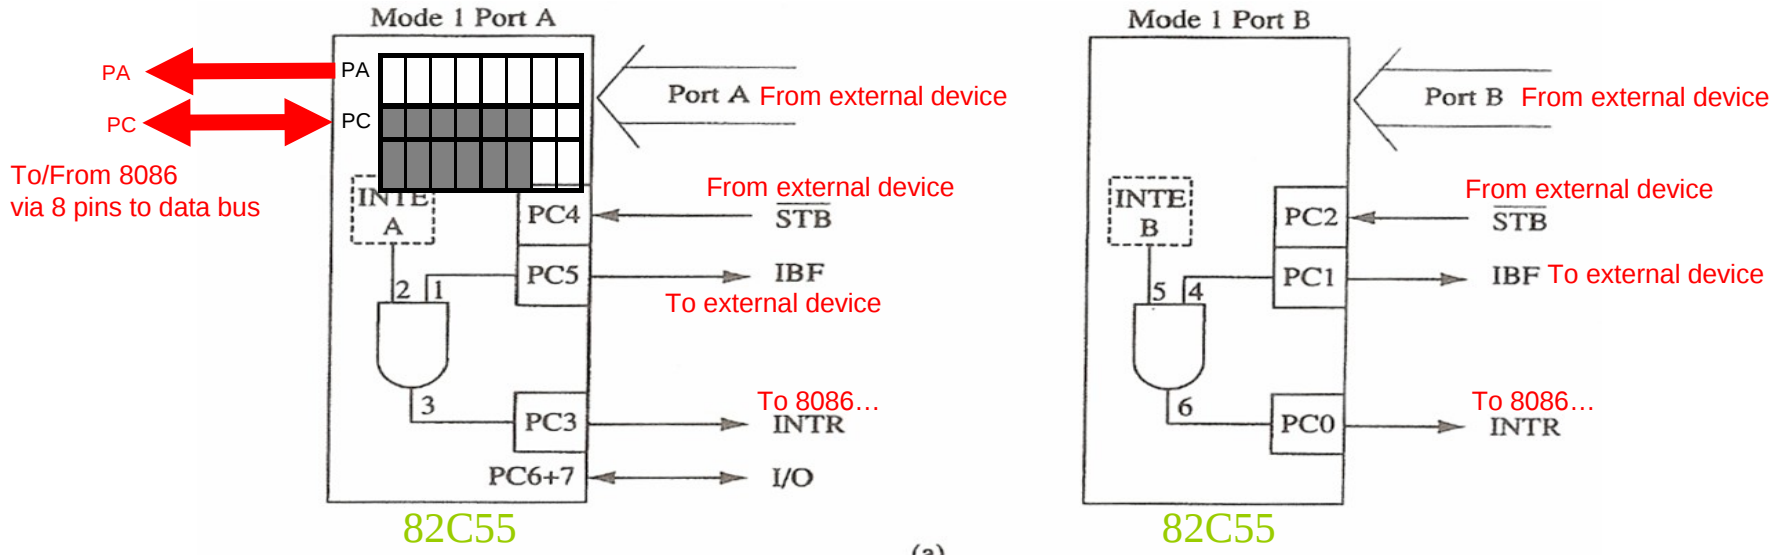 Mode 1 Port A
PA
PA
PC
PC
To/From 8086
via 8 pins to data bus
Port A From external device
INTE
A
From external device
PC4
STB
PC5
IBF
To external device
2
1
3
To 8086…
PC3
INTR
PC6+7
I/O
82C55
Mode 1 Port B
Port B From external device
INTE
B
From external device
PC2
STB
PC1
IBF To external device
5
4
6
To 8086…
PC0
INTR
82C55
(a)